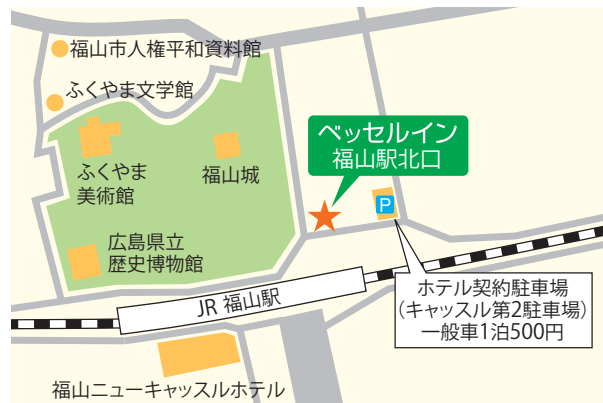 福山市人権平和資料館
ふくやま文学館
ベッセルイン
福山駅北口
ふくやま
美術館
福山城
P
広島県立
歴史博物館
JR 福山駅
ホテル契約駐車場
(キャッスル第2駐車場)
一般車1泊500円
福山ニューキャッスルホテル